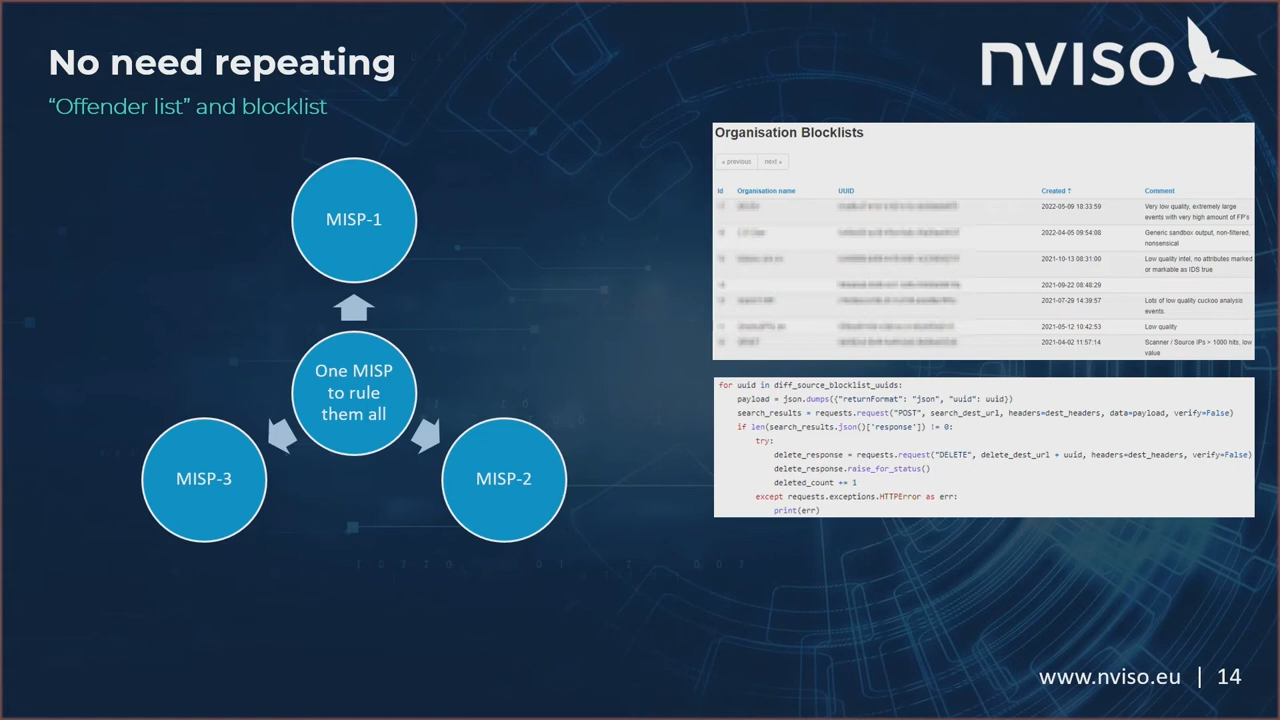 No need repeating
“Offender list” and blocklist
nviso
MISP-1
One MISP
to rule
them all
MISP-3
MISP-2
Organisation Blocklists
« previous next »
Id Organisation name UUID Created ↑ Comment
2022-05-09 18:33:59 Very low quality, extremely large
events with very high amount of FP's
2022-04-05 09:54:08 Generic sandbox output, non-filtered,
nonsensical
2021-10-13 08:31:00 Low quality intel, no attributes marked
or markable as IDS true
2021-09-22 08:48:29
2021-07-29 14:39:57 Lots of low quality cuckoo analysis
events.
2021-05-12 10:42:53 Low quality
2021-04-02 11:57:14 Scanner / Source IPs > 1000 hits, low
value
for uuid in diff_source_blocklist_uuids:
payload = json.dumps({"returnFormat": "json", "uuid": uuid})
search_results = requests.request("POST", search_dest_url, headers=dest_headers, data=payload, verify=False)
if len(search_results.json()['response']) != 0:
try:
delete_response = requests.request("DELETE", delete_dest_url + uuid, headers=dest_headers, verify=False)
delete_response.raise_for_status()
deleted_count += 1
except requests.exceptions.HTTPError as err:
print(err)
www.nviso.eu | 14